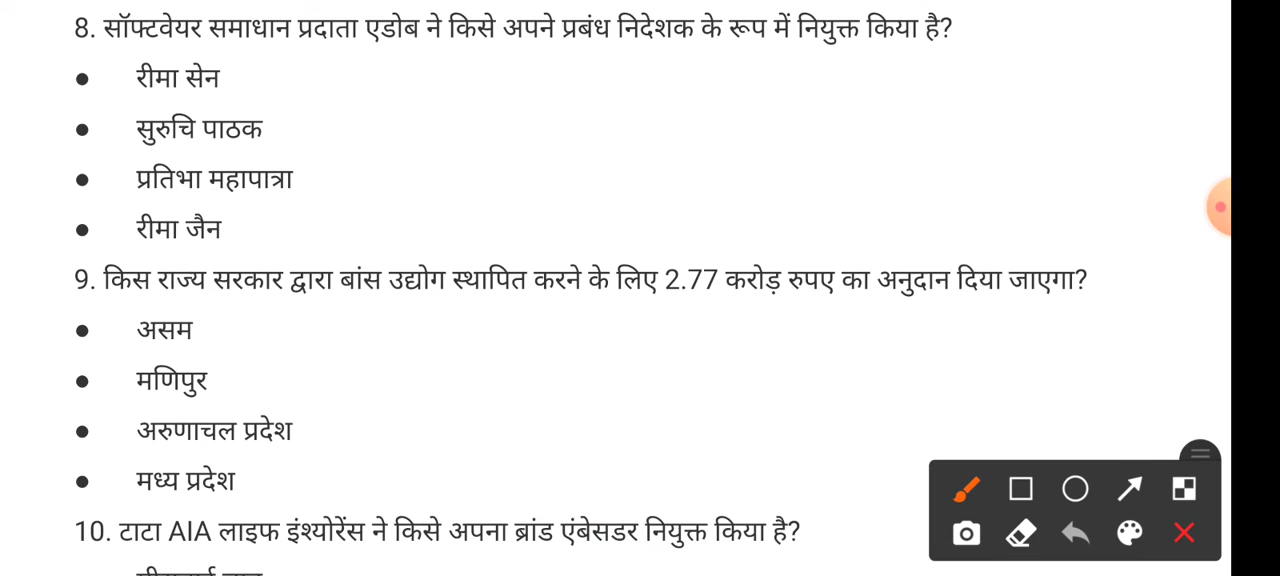 8. सॉफ्टवेयर समाधान प्रदाता एडोब ने किसे अपने प्रबंध निदेशक के रूप में नियुक्त किया है?
● रीमा सेन
● सुरुचि पाठक
● प्रतिभा महापात्रा
● रीमा जैन
9. किस राज्य सरकार द्वारा बांस उद्योग स्थापित करने के लिए 2.77 करोड़ रुपए का अनुदान दिया जाएगा?
● असम
● मणिपुर
● अरुणाचल प्रदेश
● मध्य प्रदेश
10. टाटा AIA लाइफ इंश्योरेंस ने किसे अपना ब्रांड एंबेसडर नियुक्त किया है?